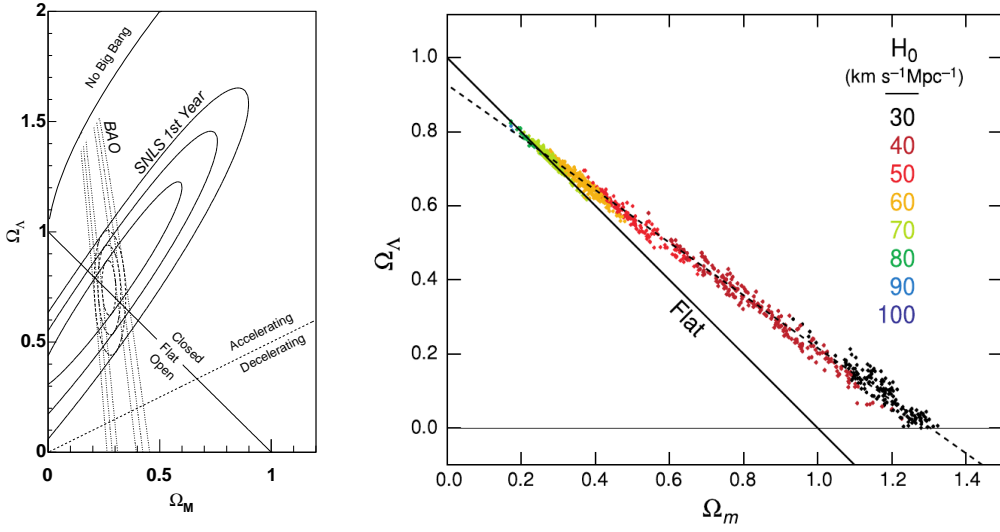 2
1.5
1
0.5
0
0
0.5
1
Ω_Λ
Ω_M
No Big Bang
BAO
SNLS 1st Year
Closed
Flat
Open
Accelerating
Decelerating
1.0
0.8
0.6
0.4
0.2
0.0
0.0
0.2
0.4
0.6
0.8
1.0
1.2
1.4
Ω_Λ
Ω_m
Flat
H_0
(km s⁻¹Mpc⁻¹)
30
40
50
60
70
80
90
100